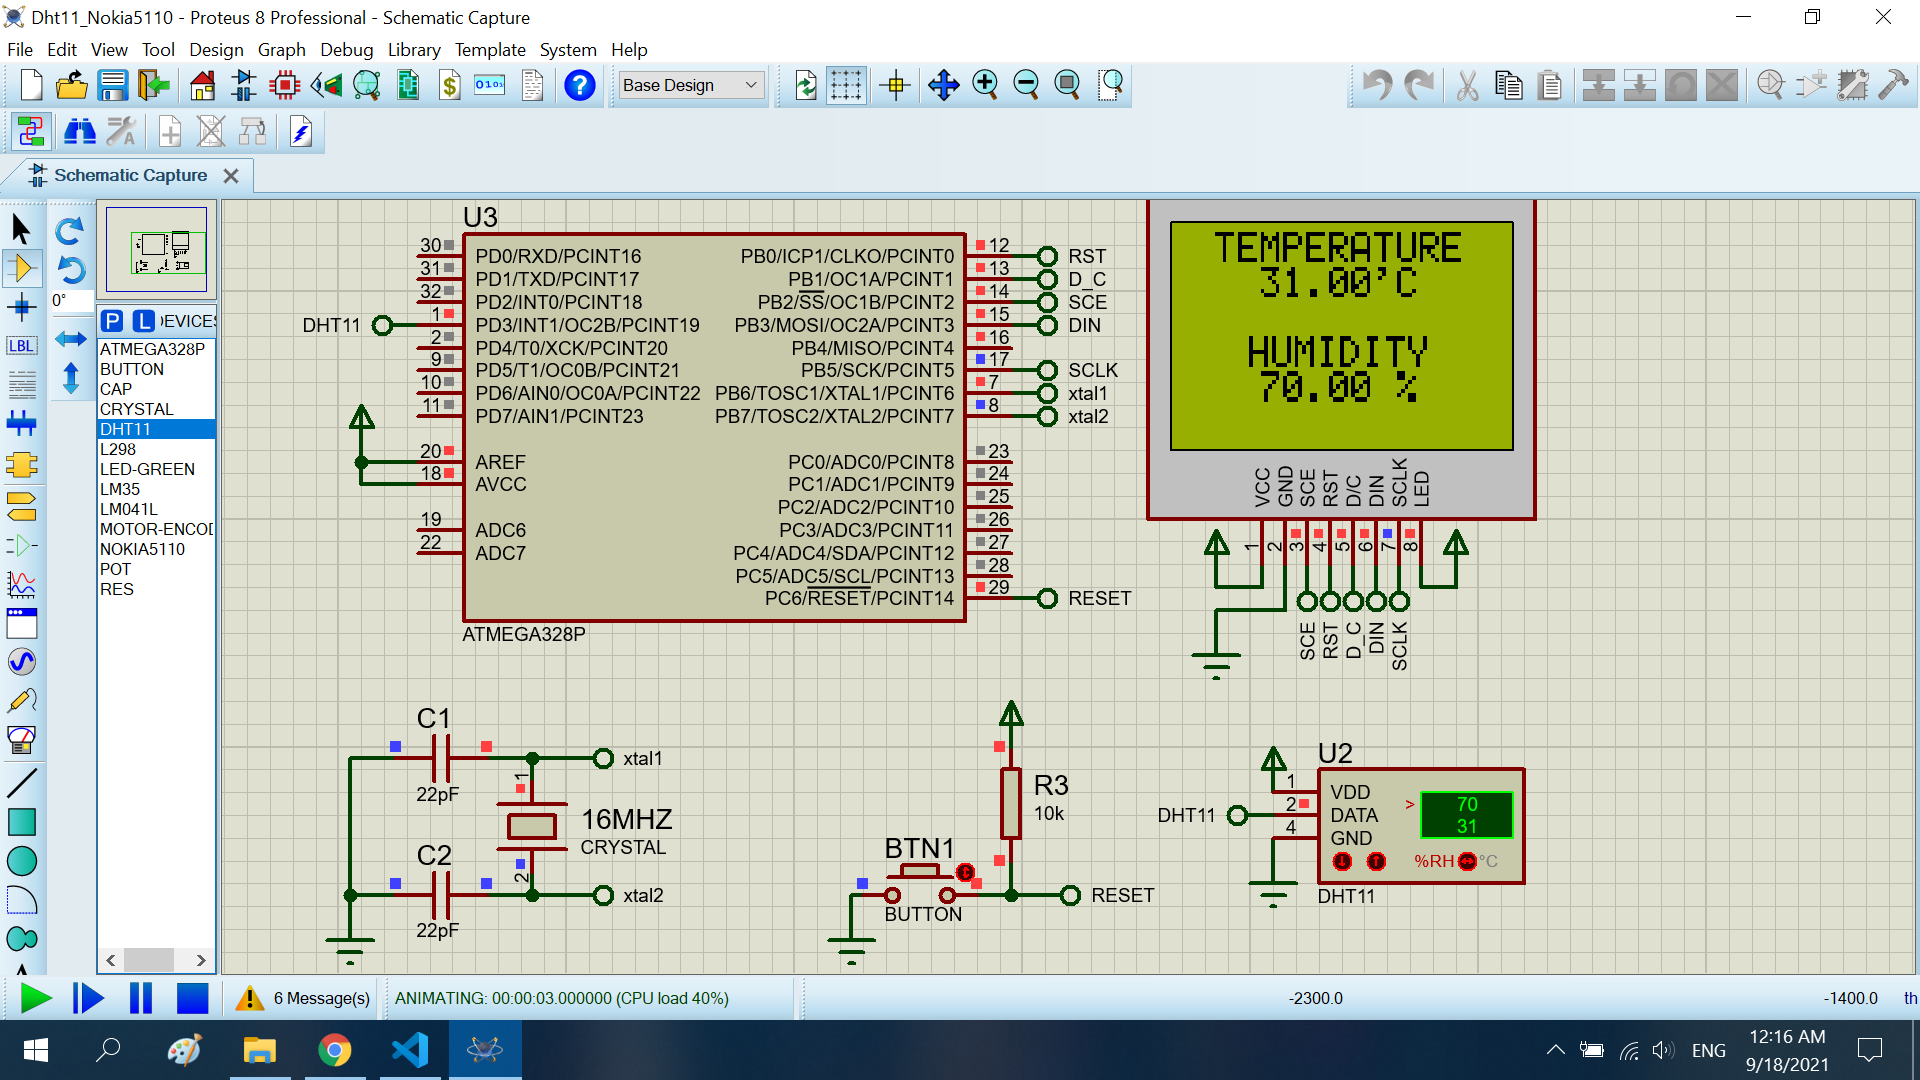 Dht11_Nokia5110 - Proteus 8 Professional - Schematic Capture
File Edit View Tool Design Graph Debug Library Template System Help
Base Design
Schematic Capture
0°
P L DEVICES
LBL
ATMEGA328P
BUTTON
CAP
CRYSTAL
DHT11
L298
LED-GREEN
LM35
LM041L
MOTOR-ENCOD
NOKIA5110
POT
RES
U3
30 PD0/RXD/PCINT16
31 PD1/TXD/PCINT17
32 PD2/INT0/PCINT18
DHT11 1 PD3/INT1/OC2B/PCINT19
2 PD4/T0/XCK/PCINT20
9 PD5/T1/OC0B/PCINT21
10 PD6/AIN0/OC0A/PCINT22
11 PD7/AIN1/PCINT23
20 AREF
18 AVCC
19 ADC6
22 ADC7
PB0/ICP1/CLKO/PCINT0 12 RST
PB1/OC1A/PCINT1 13 D_C
PB2/SS/OC1B/PCINT2 14 SCE
PB3/MOSI/OC2A/PCINT3 15 DIN
PB4/MISO/PCINT4 16
PB5/SCK/PCINT5 17 SCLK
PB6/TOSC1/XTAL1/PCINT6 7 xtal1
PB7/TOSC2/XTAL2/PCINT7 8 xtal2
PC0/ADC0/PCINT8 23
PC1/ADC1/PCINT9 24
PC2/ADC2/PCINT10 25
PC3/ADC3/PCINT11 26
PC4/ADC4/SDA/PCINT12 27
PC5/ADC5/SCL/PCINT13 28
PC6/RESET/PCINT14 29 RESET
ATMEGA328P
TEMPERATURE
31.00'C
HUMIDITY
70.00 %
VCC GND SCE RST D/C DIN SCLK LED
1 2 3 4 5 6 7 8
SCE RST D_C DIN SCLK
C1
22pF
xtal1
1
16MHZ
CRYSTAL
2
C2
22pF
xtal2
R3
10k
BTN1
BUTTON
RESET
U2
1 VDD
DHT11 2 DATA
4 GND
> 70
31
%RH °C
DHT11
6 Message(s)
ANIMATING: 00:00:03.000000 (CPU load 40%)
-2300.0
-1400.0
th
ENG
12:16 AM
9/18/2021